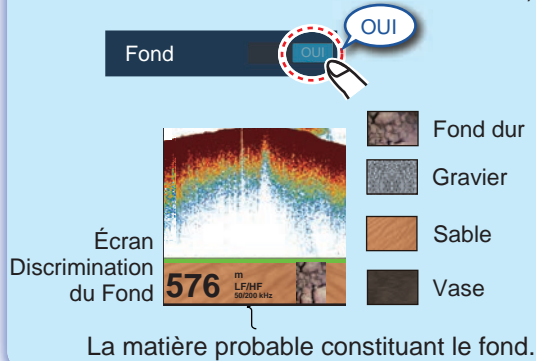 OUI
Fond
OUI
Fond dur
Gravier
Sable
Vase
Écran
Discrimination
du Fond
576
m
LF/HF
50/200 kHz
La matière probable constituant le fond.